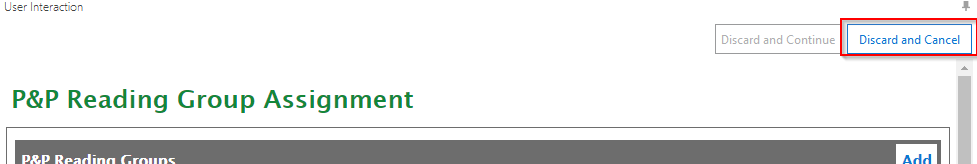 User Interaction
Discard and Continue Discard and Cancel
P&P Reading Group Assignment
P&P Reading Groups Add